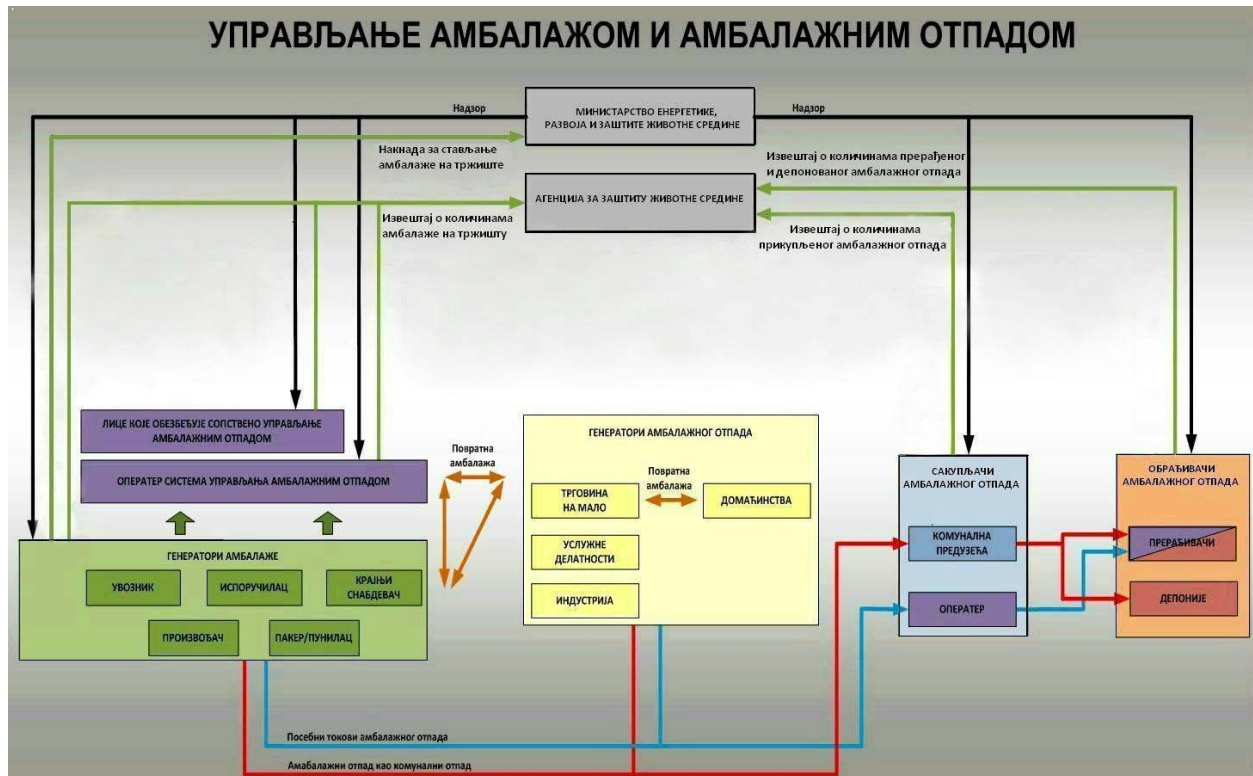 УПРАВЉАЊЕ АМБАЛАЖОМ И АМБАЛАЖНИМ ОТПАДОМ
Надзор
МИНИСТАРСТВО ЕНЕРГЕТИКЕ,
РАЗВОЈА И ЗАШТИТЕ ЖИВОТНЕ СРЕДИНЕ
Надзор
Накнада за стављање
амбалаже на тржиште
Извештај о количинама прерађеног
и депонованог амбалажног отпада
АГЕНЦИЈА ЗА ЗАШТИТУ ЖИВОТНЕ СРЕДИНЕ
Извештај о количинама
амбалаже на тржишту
Извештај о количинама
прикупљеног амбалажног отпада
ЛИЦЕ КОЈЕ ОБЕЗБЕЂУЈЕ СОПСТВЕНО УПРАВЉАЊЕ
АМБАЛАЖНИМ ОТПАДОМ
ОПЕРАТЕР СИСТЕМА УПРАВЉАЊА АМБАЛАЖНИМ ОТПАДОМ
Повратна
амбалажа
ГЕНЕРАТОРИ АМБАЛАЖНОГ ОТПАДА
Повратна
амбалажа
ТРГОВИНА
НА МАЛО
ДОМАЋИНСТВА
УСЛУЖНЕ
ДЕЛАТНОСТИ
ИНДУСТРИЈА
САКУПЉАЧИ
АМБАЛАЖНОГ ОТПАДА
КОМУНАЛНА
ПРЕДУЗЕЋА
ОПЕРАТЕР
ОБРАЂИВАЧИ
АМБАЛАЖНОГ ОТПАДА
ПРЕРАЂИВАЧИ
ДЕПОНИЈЕ
ГЕНЕРАТОРИ АМБАЛАЖЕ
УВОЗНИК
ИСПОРУЧИЛАЦ
КРАЈЊИ
СНАБДЕВАЧ
ПРОИЗВОЂАЧ
ПАКЕР/ПУНИЛАЦ
Посебни токови амбалажног отпада
Амабалажни отпад као комунални отпад